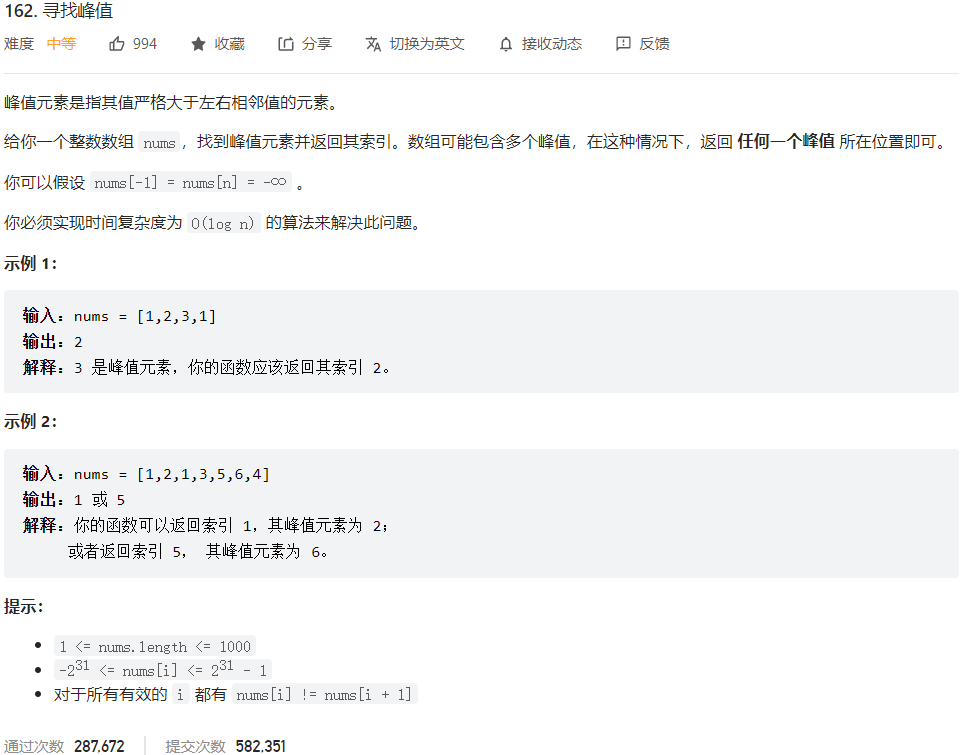 162. 寻找峰值
难度 中等 994 收藏 分享 切换为英文 接收动态 反馈
峰值元素是指其值严格大于左右相邻值的元素。
给你一个整数数组 nums，找到峰值元素并返回其索引。数组可能包含多个峰值，在这种情况下，返回 任何一个峰值 所在位置即可。
你可以假设 nums[-1] = nums[n] = -∞ 。
你必须实现时间复杂度为 O(log n) 的算法来解决此问题。
示例 1：
输入：nums = [1,2,3,1]
输出：2
解释：3 是峰值元素，你的函数应该返回其索引 2。
示例 2：
输入：nums = [1,2,1,3,5,6,4]
输出：1 或 5
解释：你的函数可以返回索引 1，其峰值元素为 2；
或者返回索引 5， 其峰值元素为 6。
提示：
1 <= nums.length <= 1000
-2³¹ <= nums[i] <= 2³¹ - 1
对于所有有效的 i 都有 nums[i] != nums[i + 1]
通过次数 287,672 提交次数 582,351